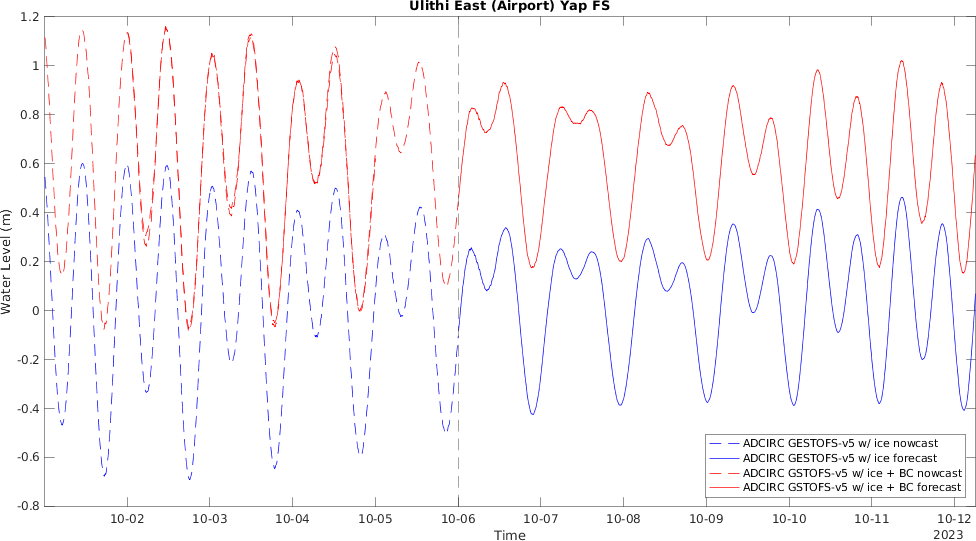 Ulithi East (Airport) Yap FS
1.2
1
0.8
0.6
0.4
0.2
0
-0.2
-0.4
-0.6
-0.8
Water Level (m)
ADCIRC GESTOFS-v5 w/ ice nowcast
ADCIRC GESTOFS-v5 w/ ice forecast
ADCIRC GSTOFS-v5 w/ ice + BC nowcast
ADCIRC GSTOFS-v5 w/ ice + BC forecast
10-02 10-03 10-04 10-05 10-06 10-07 10-08 10-09 10-10 10-11 10-12
Time
2023